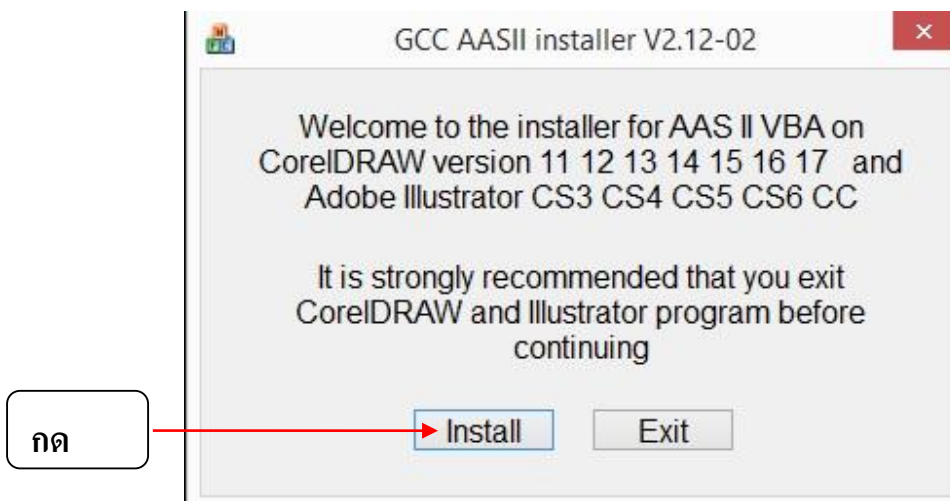 GCC AASII installer V2.12-02
Welcome to the installer for AAS II VBA on
CorelDRAW version 11 12 13 14 15 16 17 and
Adobe Illustrator CS3 CS4 CS5 CS6 CC
It is strongly recommended that you exit
CorelDRAW and Illustrator program before
continuing
กด
Install Exit